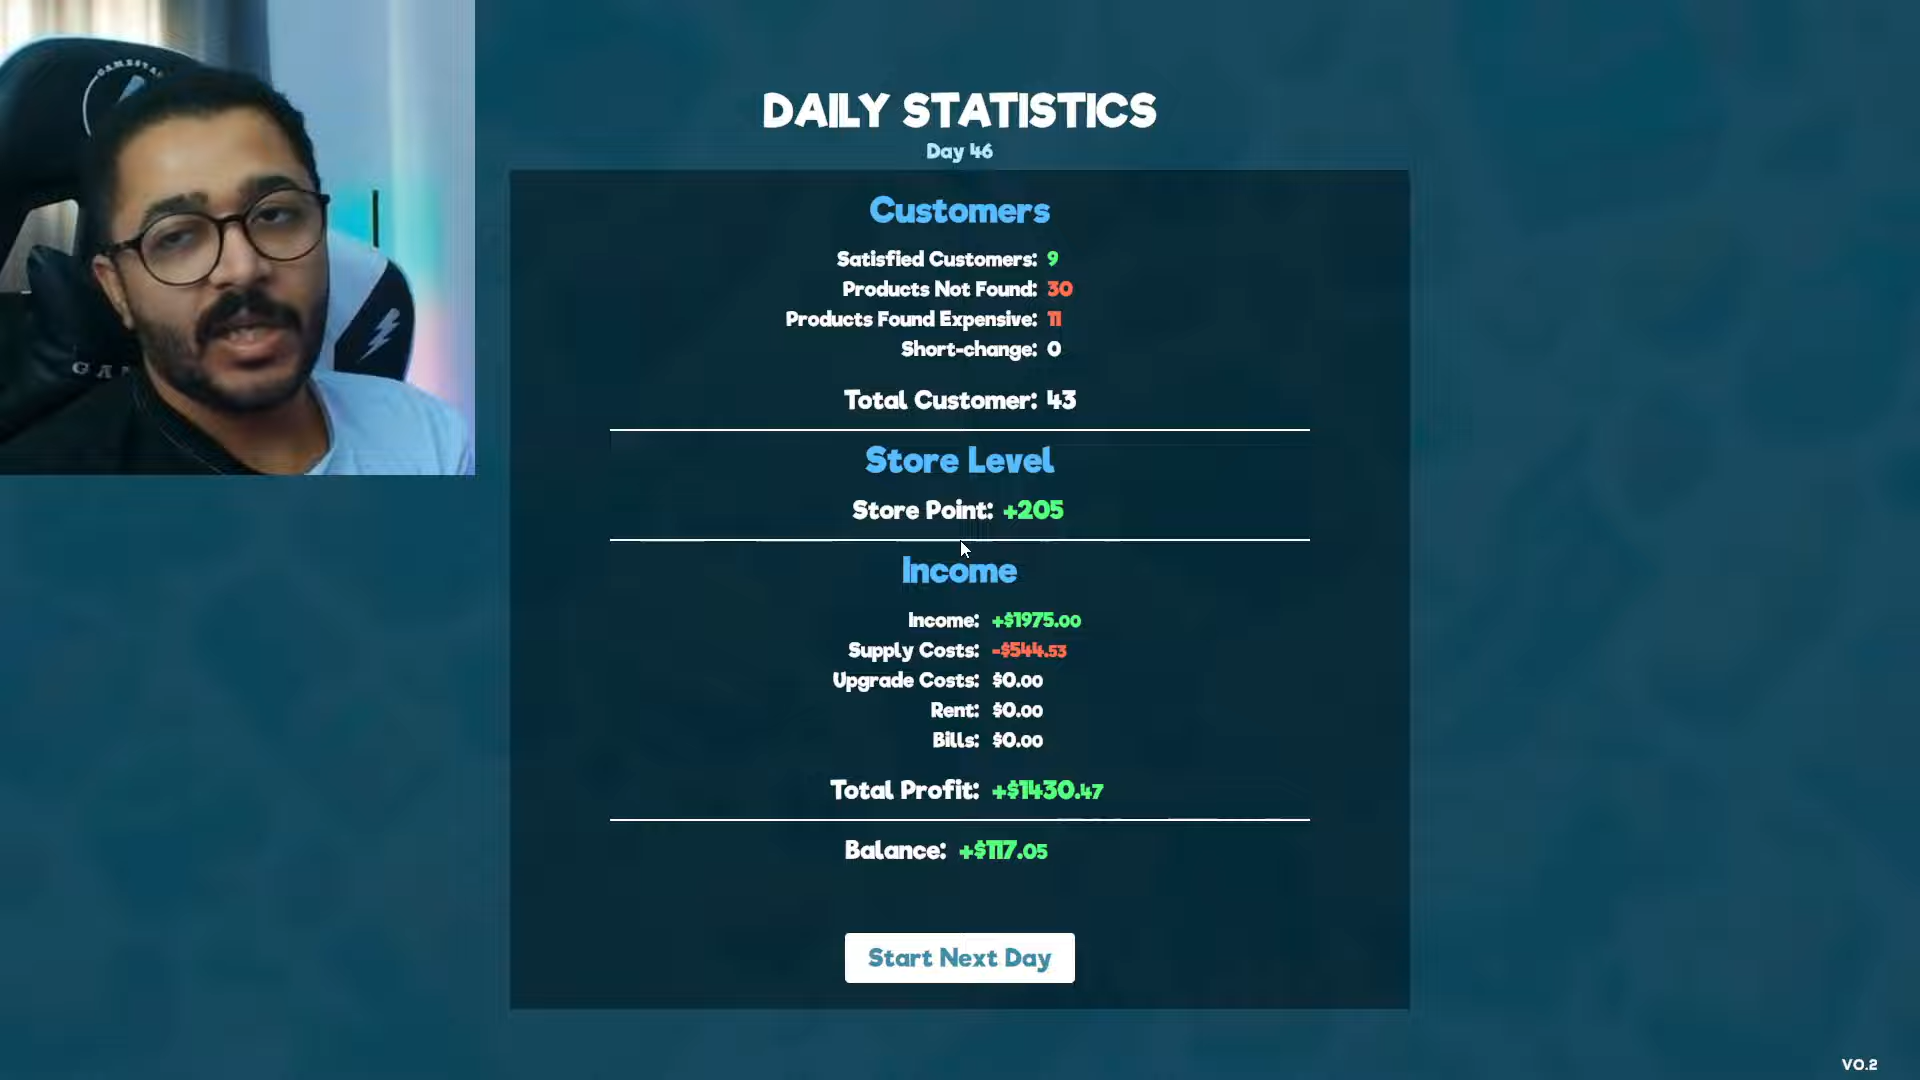 GAMESTA
GA
DAILY STATISTICS
Day 46
Customers
Satisfied Customers: 9
Products Not Found: 30
Products Found Expensive: 11
Short-change: 0
Total Customer: 43
Store Level
Store Point: +205
Income
Income: +$1975.00
Supply Costs: -$544.53
Upgrade Costs: $0.00
Rent: $0.00
Bills: $0.00
Total Profit: +$1430.47
Balance: +$117.05
Start Next Day
V0.2